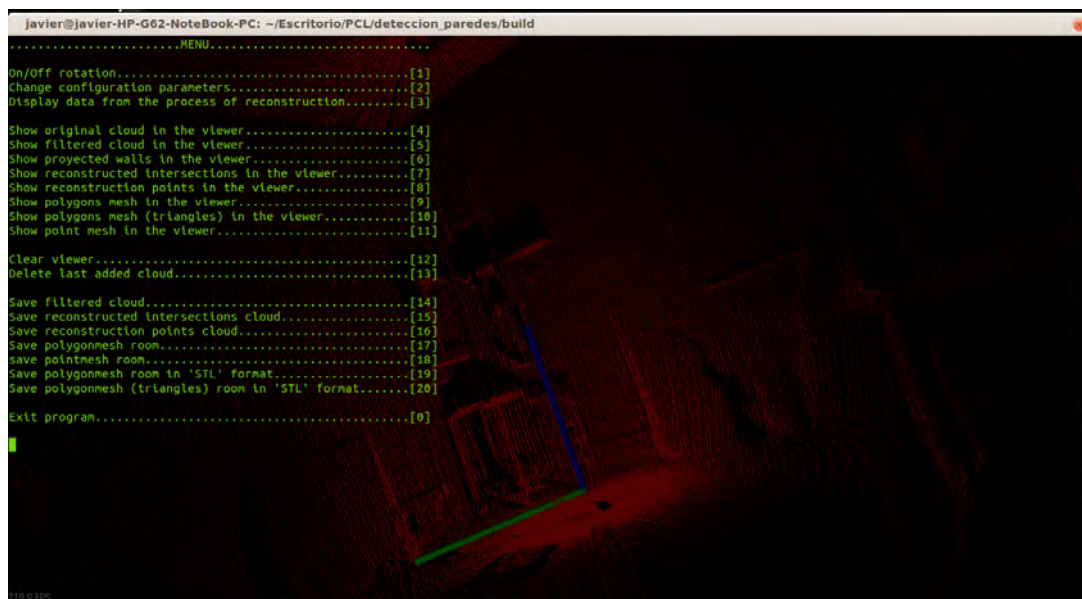 javier@javier-HP-G62-NoteBook-PC: ~/Escritorio/PCL/deteccion_paredes/build
........................MENU...............................
On/Off rotation.........................................[1]
Change configuration parameters.........................[2]
Display data from the process of reconstruction.........[3]
Show original cloud in the viewer.......................[4]
Show filtered cloud in the viewer.......................[5]
Show proyected walls in the viewer......................[6]
Show reconstructed intersections in the viewer..........[7]
Show reconstruction points in the viewer................[8]
Show polygons mesh in the viewer........................[9]
Show polygons mesh (triangles) in the viewer............[10]
Show point mesh in the viewer...........................[11]
Clear viewer............................................[12]
Delete last added cloud.................................[13]
Save filtered cloud.....................................[14]
Save reconstructed intersections cloud..................[15]
Save reconstruction points cloud........................[16]
Save polygonmesh room...................................[17]
save pointmesh room.....................................[18]
Save polygonmesh room in 'STL' format...................[19]
Save polygonmesh (triangles) room in 'STL' format.......[20]
Exit program............................................[0]